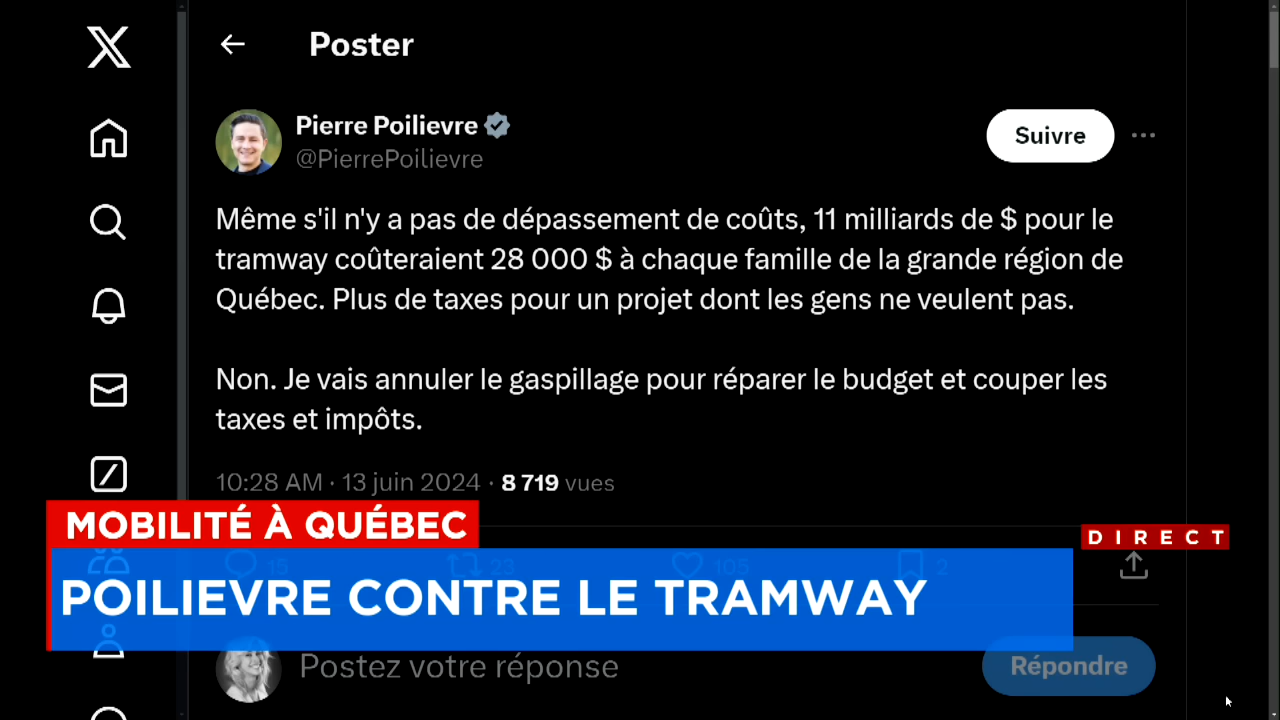 Poster
Pierre Poilievre
@PierrePoilievre
Suivre
Même s'il n'y a pas de dépassement de coûts, 11 milliards de $ pour le
tramway coûteraient 28 000 $ à chaque famille de la grande région de
Québec. Plus de taxes pour un projet dont les gens ne veulent pas.
Non. Je vais annuler le gaspillage pour réparer le budget et couper les
taxes et impôts.
10:28 AM · 13 juin 2024 · 8 719 vues
MOBILITÉ À QUÉBEC
DIRECT
15 23 105 2
POILIEVRE CONTRE LE TRAMWAY
Postez votre réponse
Répondre